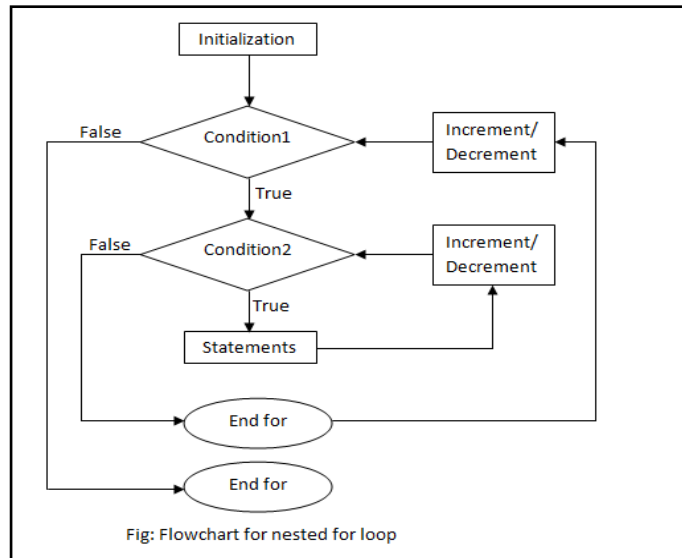 Initialization
False
Condition1
Increment/
Decrement
True
False
Condition2
Increment/
Decrement
True
Statements
End for
End for
Fig: Flowchart for nested for loop